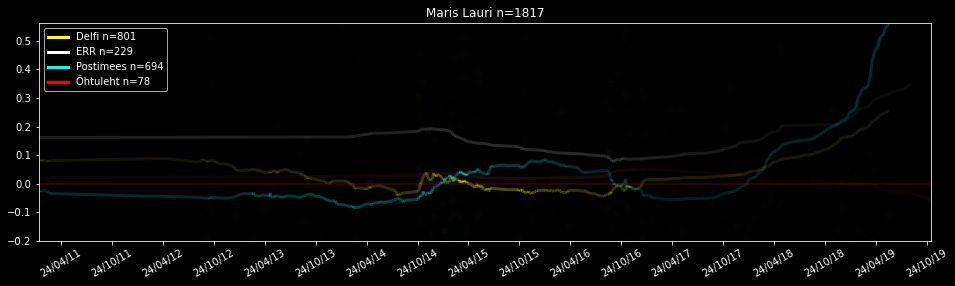 Maris Lauri n=1817
Delfi n=801
ERR n=229
Postimees n=694
Õhtuleht n=78
0.5
0.4
0.3
0.2
0.1
0.0
−0.1
−0.2
24/04/11 24/10/11 24/04/12 24/10/12 24/04/13 24/10/13 24/04/14 24/10/14 24/04/15 24/10/15 24/04/16 24/10/16 24/04/17 24/10/17 24/04/18 24/10/18 24/04/19 24/10/19